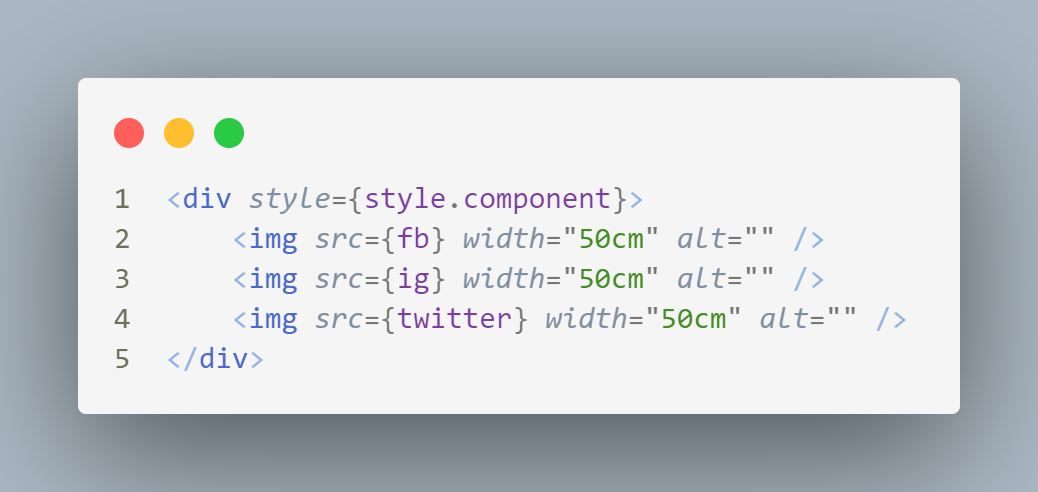 1 <div style={style.component}>
2 <img src={fb} width="50cm" alt="" />
3 <img src={ig} width="50cm" alt="" />
4 <img src={twitter} width="50cm" alt="" />
5 </div>